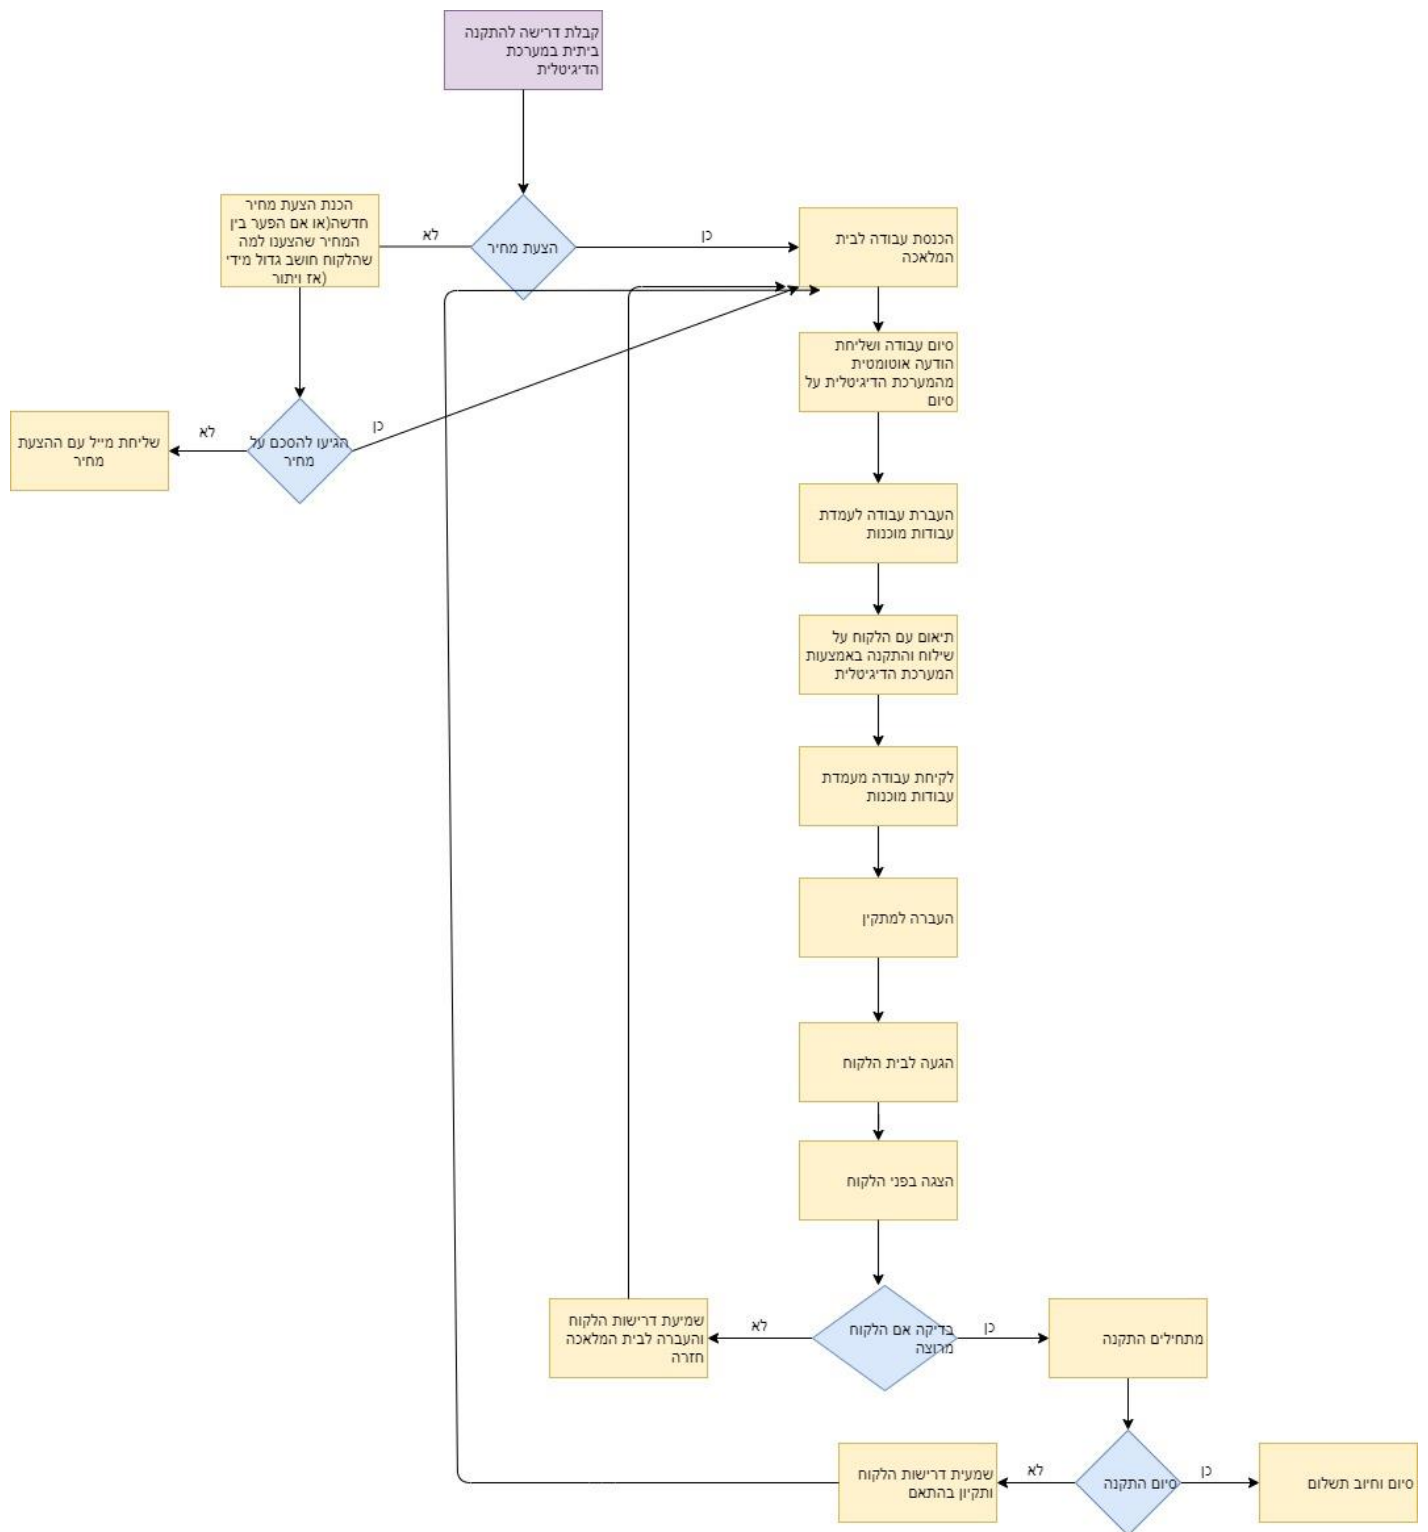 קבלת דרישה להתקנה
ביתית במערכת
הדיגיטלית
הכנת הצעת מחיר
חדשה(או אם הפער בין
המחיר שהצענו למה
שהלקוח חושב גדול מידי
(אז ויתור
לא
הצעת מחיר
כן
הכנסת עבודה לבית
המלאכה
סיום עבודה ושליחת
הודעה אוטומטית
מהמערכת הדיגיטלית על
סיום
הגיעו להסכם על
מחיר
כן
לא
שליחת מייל עם ההצעת
מחיר
העברת עבודה לעמדת
עבודות מוכנות
תיאום עם הלקוח על
שילוח והתקנה באמצעות
המערכת הדיגיטלית
לקיחת עבודה מעמדת
עבודות מוכנות
העברה למתקין
הגעה לבית הלקוח
הצגה בפני הלקוח
בדיקה אם הלקוח
מרוצה
לא
שמיעת דרישות הלקוח
והעברה לבית המלאכה
חזרה
כן
מתחילים התקנה
סיום התקנה
לא
שמעית דרישות הלקוח
ותקיון בהתאם
כן
סיום וחיוב תשלום